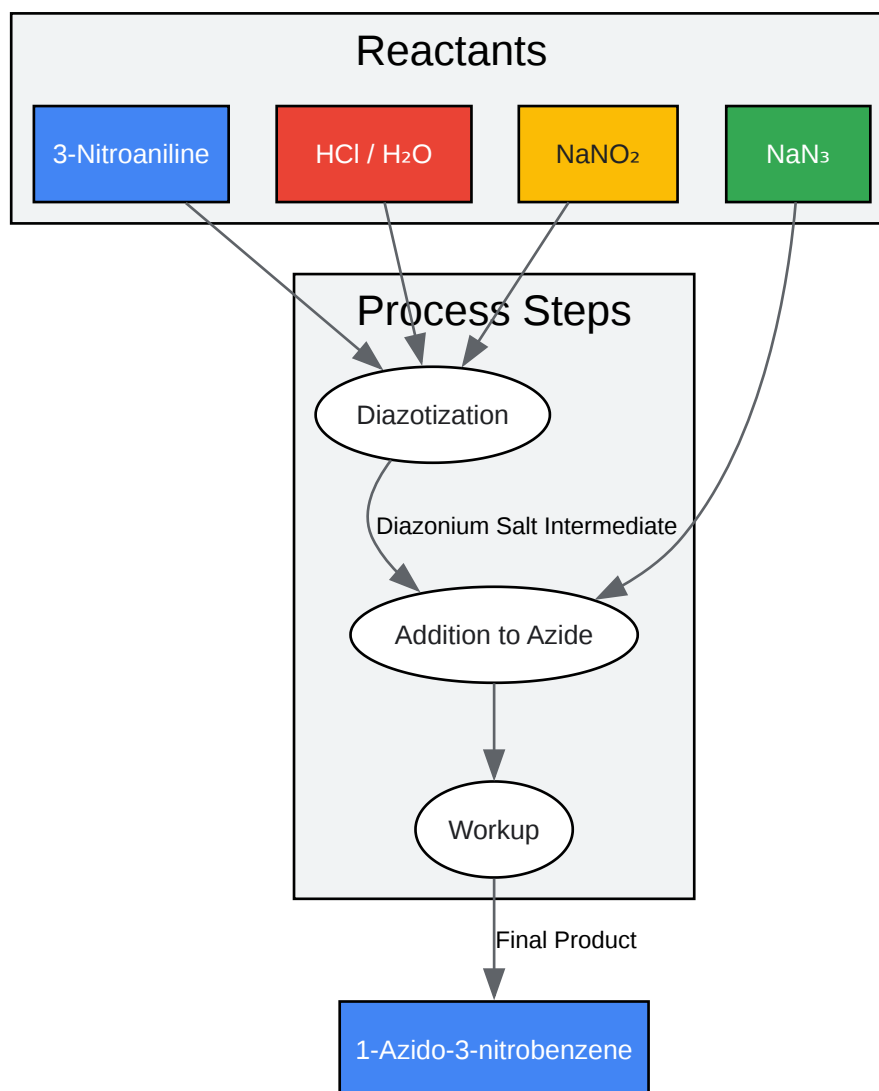 Reactants
3-Nitroaniline
HCl / H₂O
NaNO₂
NaN₃
Process Steps
Diazotization
Diazonium Salt Intermediate
Addition to Azide
Workup
Final Product
1-Azido-3-nitrobenzene